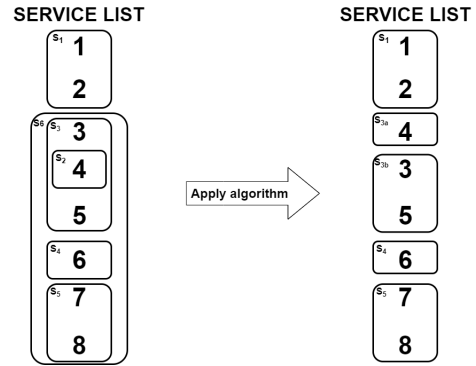 SERVICE LIST
S1 1
2
S6 S3 3
S2 4
5
S4 6
S5 7
8
Apply algorithm
SERVICE LIST
S1 1
2
S3a 4
S3b 3
5
S4 6
S5 7
8